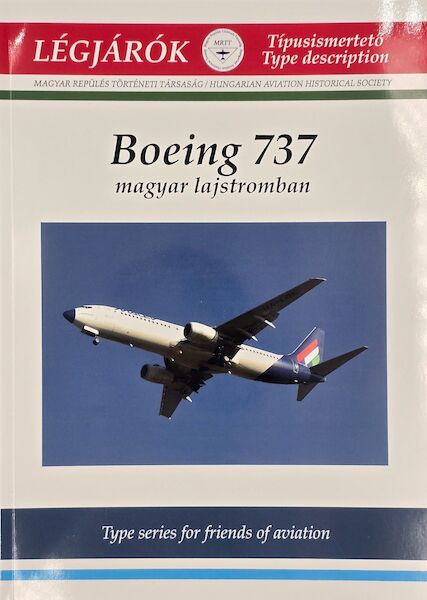 LÉGJÁRÓK
MRTT
Típusismertető
Type description
MAGYAR REPÜLÉS TÖRTÉNETI TÁRSASÁG / HUNGARIAN AVIATION HISTORICAL SOCIETY
Boeing 737
magyar lajstromban
Type series for friends of aviation